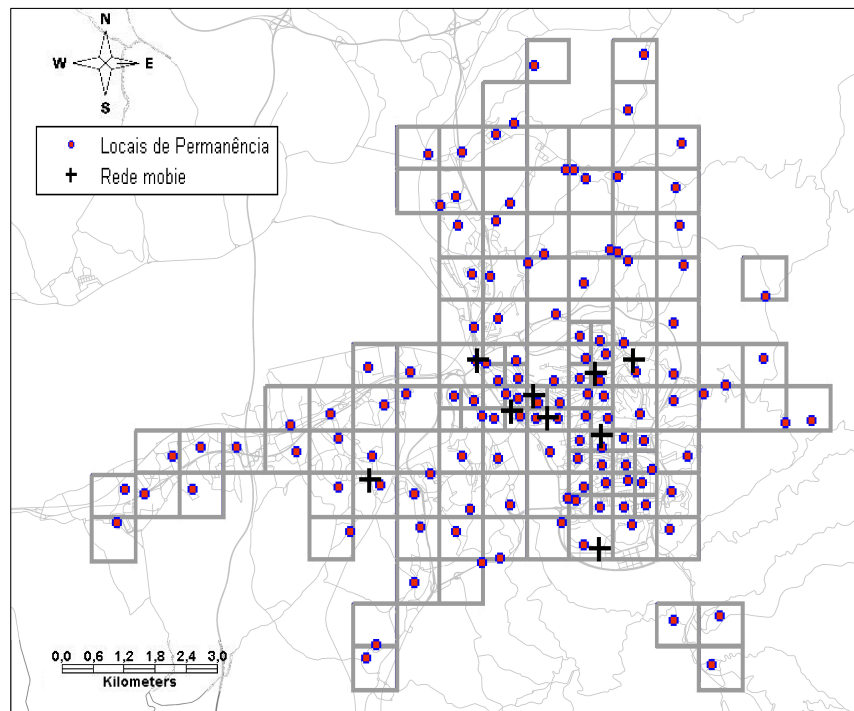 N
W E
S
Locais de Permanência
Rede mobie
0,0 0,6 1,2 1,8 2,4 3,0
Kilometers